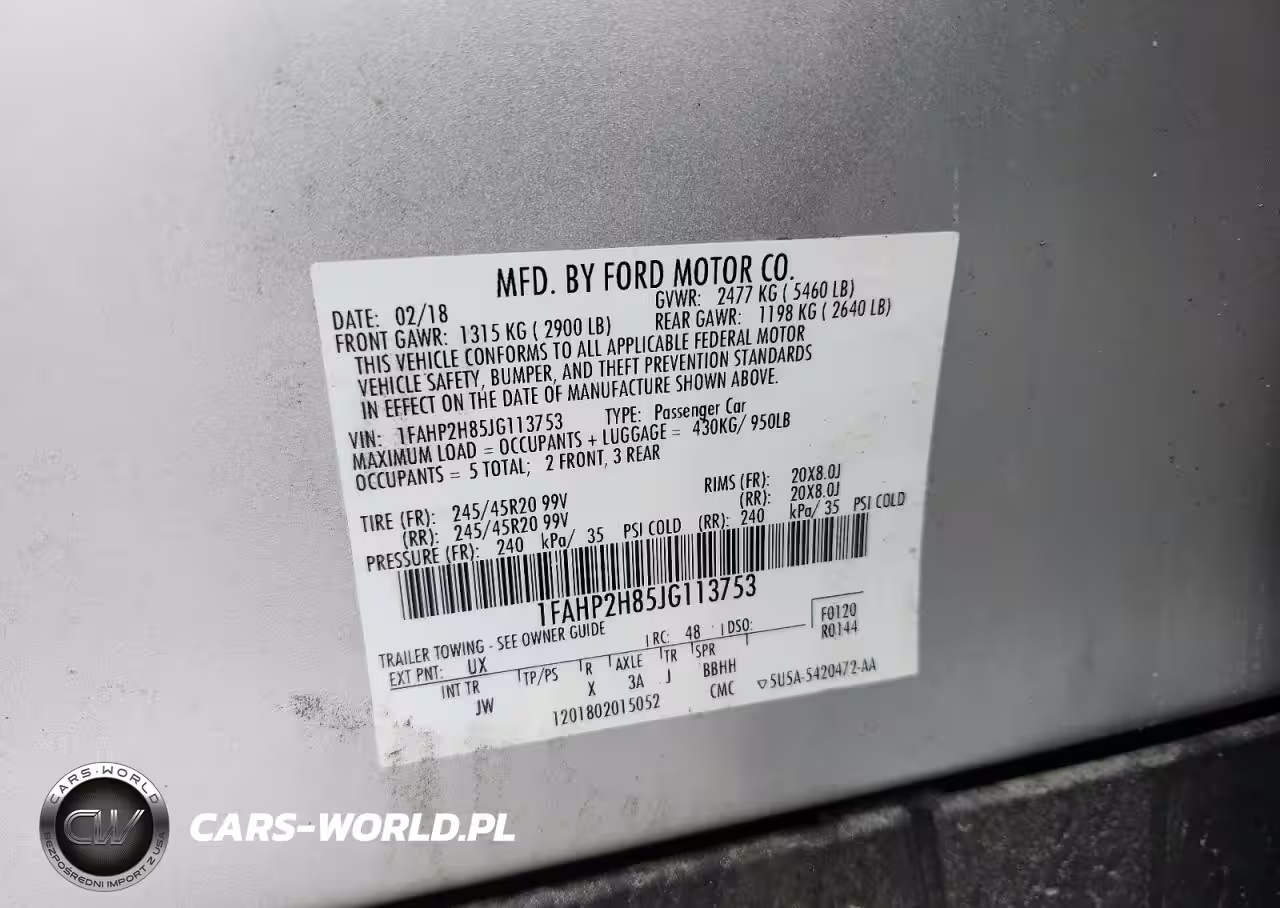 MFD. BY FORD MOTOR CO.
DATE: 02/18 GVWR: 2477 KG ( 5460 LB)
FRONT GAWR: 1315 KG ( 2900 LB) REAR GAWR: 1198 KG ( 2640 LB)
THIS VEHICLE CONFORMS TO ALL APPLICABLE FEDERAL MOTOR
VEHICLE SAFETY, BUMPER, AND THEFT PREVENTION STANDARDS
IN EFFECT ON THE DATE OF MANUFACTURE SHOWN ABOVE.
VIN: 1FAHP2H85JG113753 TYPE: Passenger Car
MAXIMUM LOAD = OCCUPANTS + LUGGAGE = 430KG/ 950LB
OCCUPANTS = 5 TOTAL; 2 FRONT, 3 REAR
TIRE (FR): 245/45R20 99V RIMS (FR): 20X8.0J
(RR): 245/45R20 99V (RR): 20X8.0J
PRESSURE (FR): 240 kPa/ 35 PSI COLD (RR): 240 kPa/ 35 PSI COLD
1FAHP2H85JG113753
TRAILER TOWING - SEE OWNER GUIDE
EXT PNT: UX RC: 48 DSO: F0120
R0144
INT TR TP/PS R AXLE TR SPR
JW X 3A J BBHH
1201802015052 CMC ▽5U5A-5420472-AA
CARS-WORLD
CW
BEZPOŚREDNI IMPORT Z USA
CARS-WORLD.PL